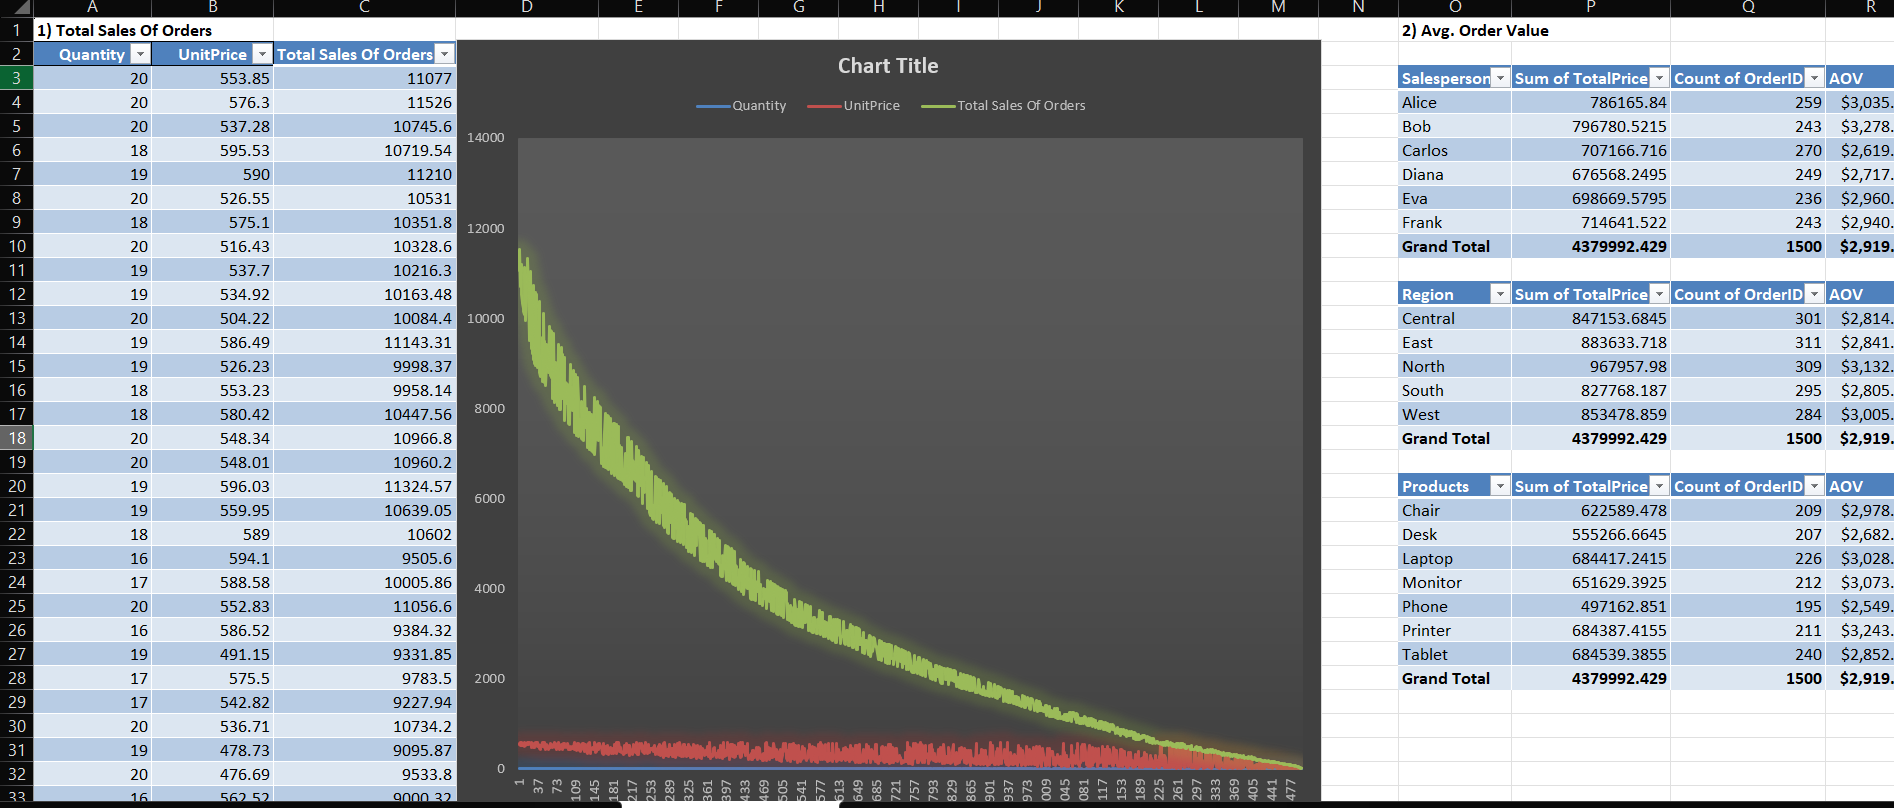 A B C D E F G H I J K L M N O P Q R
1 1) Total Sales Of Orders 2) Avg. Order Value
2 Quantity UnitPrice Total Sales Of Orders
3 20 553.85 11077 Salesperson Sum of TotalPrice Count of OrderID AOV
4 20 576.3 11526 Alice 786165.84 259 $3,035.
5 20 537.28 10745.6 Bob 796780.5215 243 $3,278.
6 18 595.53 10719.54 Carlos 707166.716 270 $2,619.
7 19 590 11210 Diana 676568.2495 249 $2,717.
8 20 526.55 10531 Eva 698669.5795 236 $2,960.
9 18 575.1 10351.8 Frank 714641.522 243 $2,940.
10 20 516.43 10328.6 Grand Total 4379992.429 1500 $2,919.
11 19 537.7 10216.3
12 19 534.92 10163.48 Region Sum of TotalPrice Count of OrderID AOV
13 20 504.22 10084.4 Central 847153.6845 301 $2,814.
14 19 586.49 11143.31 East 883633.718 311 $2,841.
15 19 526.23 9998.37 North 967957.98 309 $3,132.
16 18 553.23 9958.14 South 827768.187 295 $2,805.
17 18 580.42 10447.56 West 853478.859 284 $3,005.
18 20 548.34 10966.8 Grand Total 4379992.429 1500 $2,919.
19 20 548.01 10960.2
20 19 596.03 11324.57 Products Sum of TotalPrice Count of OrderID AOV
21 19 559.95 10639.05 Chair 622589.478 209 $2,978.
22 18 589 10602 Desk 555266.6645 207 $2,682.
23 16 594.1 9505.6 Laptop 684417.2415 226 $3,028.
24 17 588.58 10005.86 Monitor 651629.3925 212 $3,073.
25 20 552.83 11056.6 Phone 497162.851 195 $2,549.
26 16 586.52 9384.32 Printer 684387.4155 211 $3,243.
27 19 491.15 9331.85 Tablet 684539.3855 240 $2,852.
28 17 575.5 9783.5 Grand Total 4379992.429 1500 $2,919.
29 17 542.82 9227.94
30 20 536.71 10734.2
31 19 478.73 9095.87
32 20 476.69 9533.8
33 16 562.52 9000.32
Chart Title
Quantity UnitPrice Total Sales Of Orders
14000
12000
10000
8000
6000
4000
2000
0
1 37 73 109 145 181 217 253 289 325 361 397 433 469 505 541 577 613 649 685 721 757 793 829 865 901 937 973 009 045 081 117 153 189 225 261 297 333 369 405 441 477